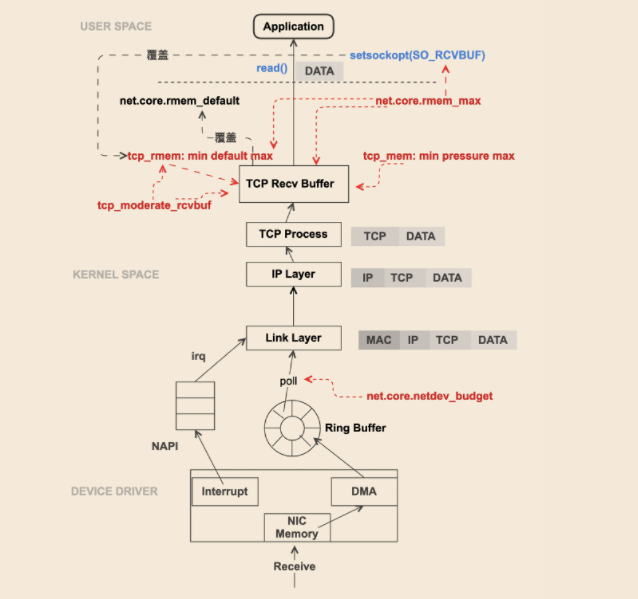 USER SPACE
Application
覆盖
setsockopt(SO_RCVBUF)
read()
DATA
net.core.rmem_default
net.core.rmem_max
覆盖
tcp_rmem: min default max
tcp_mem: min pressure max
TCP Recv Buffer
tcp_moderate_rcvbuf
TCP Process
TCP DATA
KERNEL SPACE
IP Layer
IP TCP DATA
Link Layer
MAC IP TCP DATA
irq
poll
net.core.netdev_budget
Ring Buffer
NAPI
DEVICE DRIVER
Interrupt
DMA
NIC
Memory
Receive